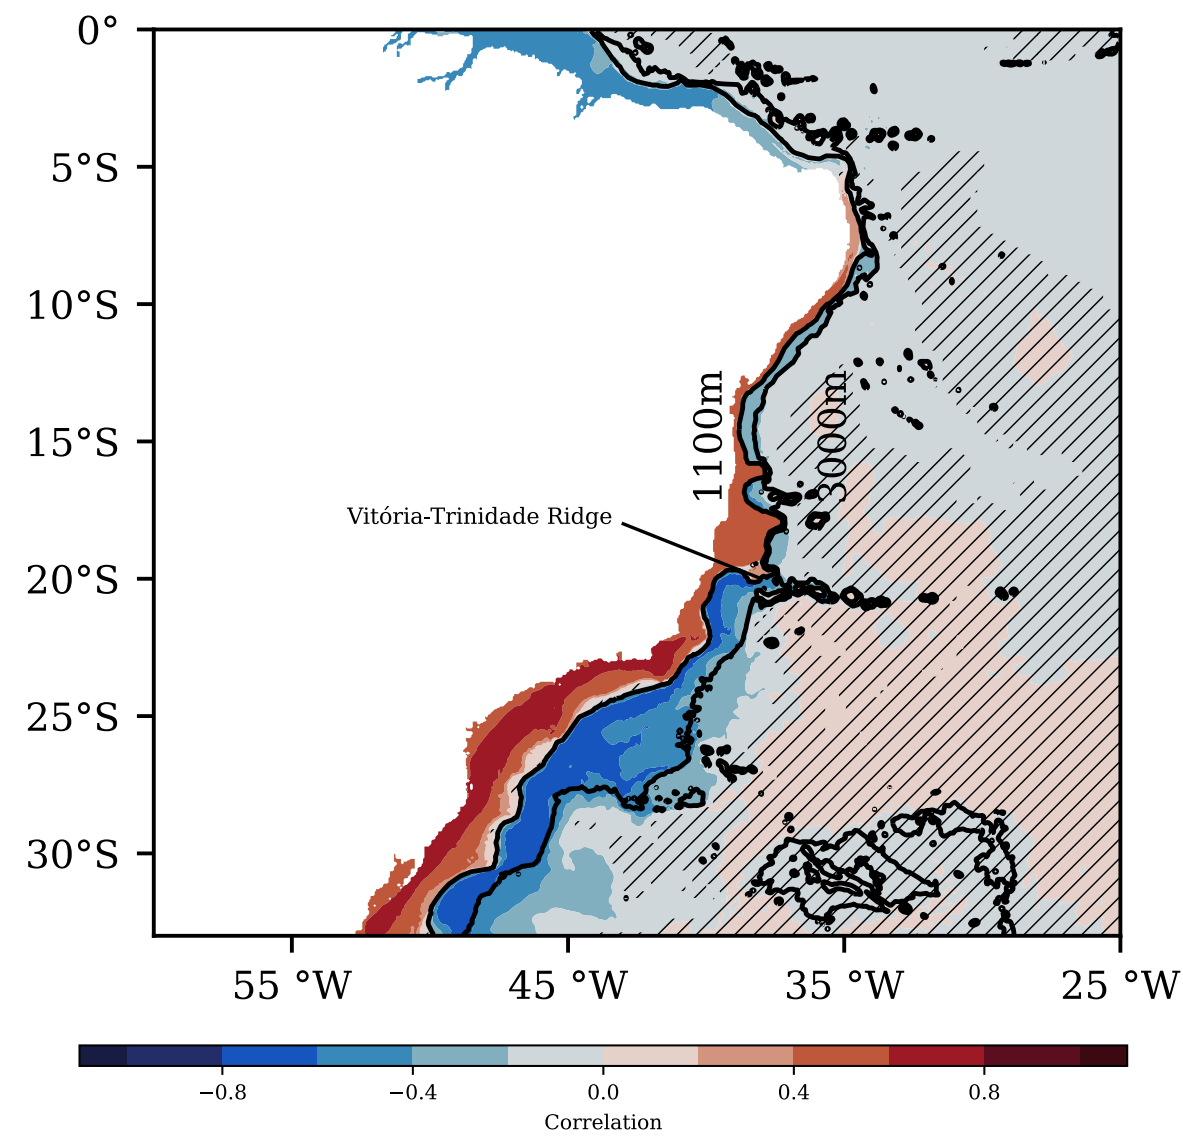 0°
5°S
10°S
15°S
20°S
25°S
30°S
1100m
3000m
Vitória-Trinidade Ridge
55 °W
45 °W
35 °W
25 °W
−0.8
−0.4
0.0
0.4
0.8
Correlation